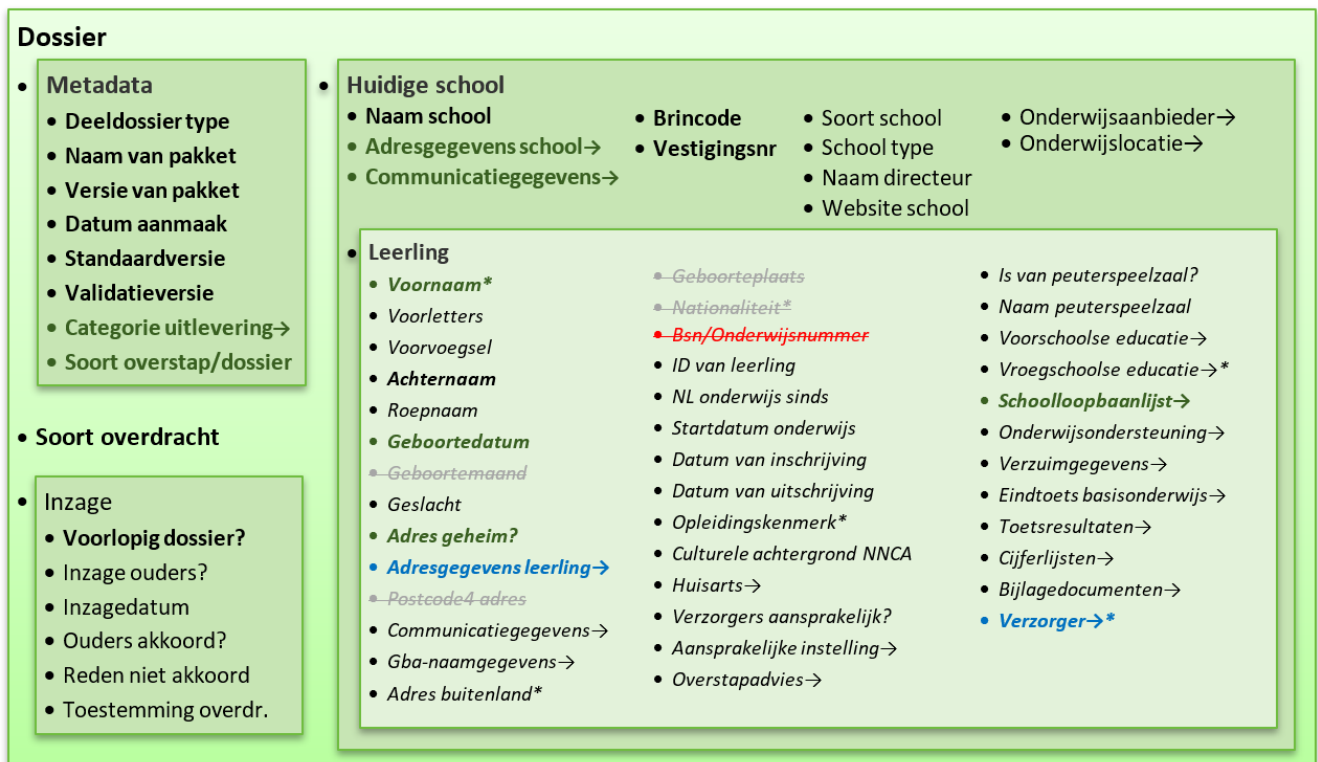 Dossier
• Metadata
• Deeldossier type
• Naam van pakket
• Versie van pakket
• Datum aanmaak
• Standaardversie
• Validatieversie
• Categorie uitlevering→
• Soort overstap/dossier
• Soort overdracht
• Inzage
• Voorlopig dossier?
• Inzage ouders?
• Inzagedatum
• Ouders akkoord?
• Reden niet akkoord
• Toestemming overdr.
• Huidige school
• Naam school
• Adresgegevens school→
• Communicatiegegevens→
• Brincode
• Vestigingsnr
• Soort school
• School type
• Naam directeur
• Website school
• Onderwijsaanbieder→
• Onderwijslocatie→
• Leerling
• Voornaam*
• Voorletters
• Voorvoegsel
• Achternaam
• Roepnaam
• Geboortedatum
• Geboortemaand
• Geslacht
• Adres geheim?
• Adresgegevens leerling→
• Postcode4 adres
• Communicatiegegevens→
• Gba-naamgegevens→
• Adres buitenland*
• Geboorteplaats
• Nationaliteit*
• Bsn/Onderwijsnummer
• ID van leerling
• NL onderwijs sinds
• Startdatum onderwijs
• Datum van inschrijving
• Datum van uitschrijving
• Opleidingskenmerk*
• Culturele achtergrond NNCA
• Huisarts→
• Verzorgers aansprakelijk?
• Aansprakelijke instelling→
• Overstapadvies→
• Is van peuterspeelzaal?
• Naam peuterspeelzaal
• Voorschoolse educatie→
• Vroegschoolse educatie→*
• Schoolloopbaanlijst→
• Onderwijsondersteuning→
• Verzuimgegevens→
• Eindtoets basisonderwijs→
• Toetsresultaten→
• Cijferlijsten→
• Bijlagedocumenten→
• Verzorger→*